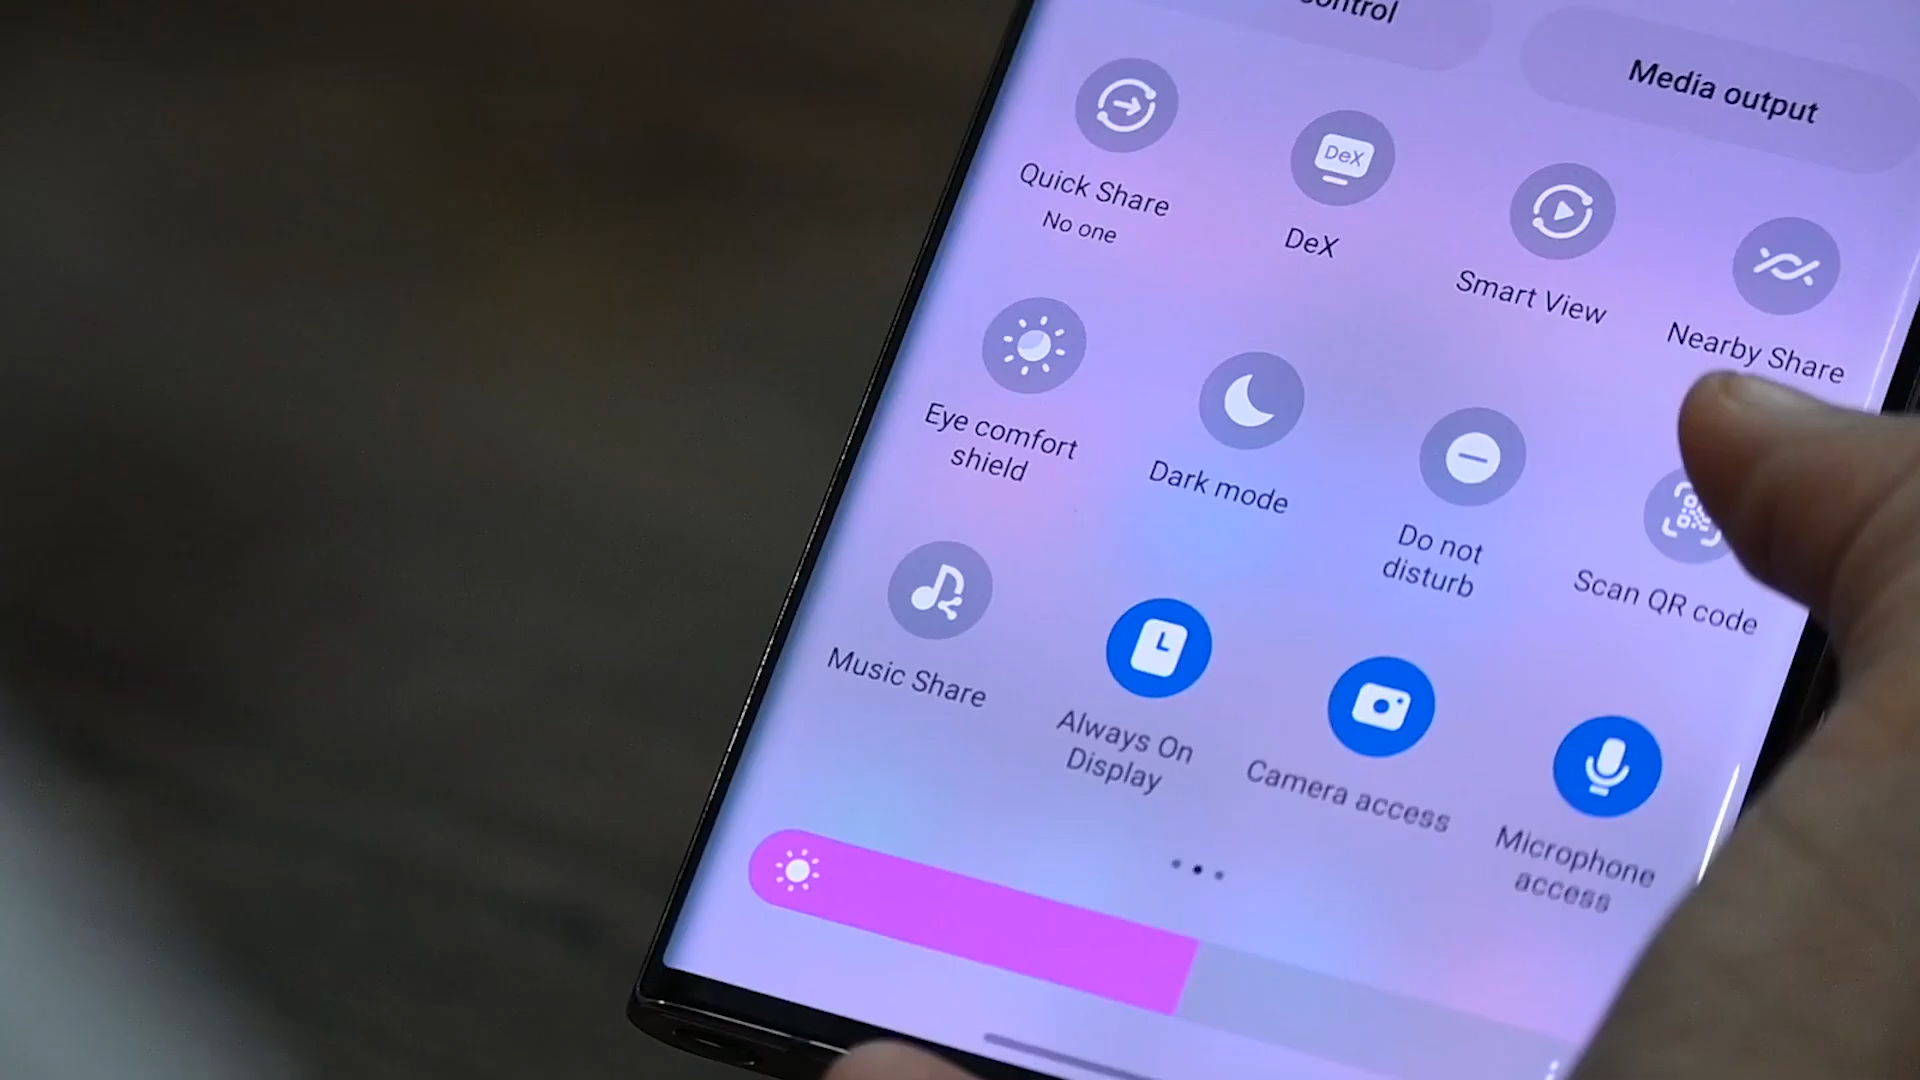 Media output
DeX
Quick Share
No one
DeX
Smart View
Nearby Share
Eye comfort
shield
Dark mode
Do not
disturb
Scan QR code
Music Share
Always On
Display
Camera access
Microphone
access